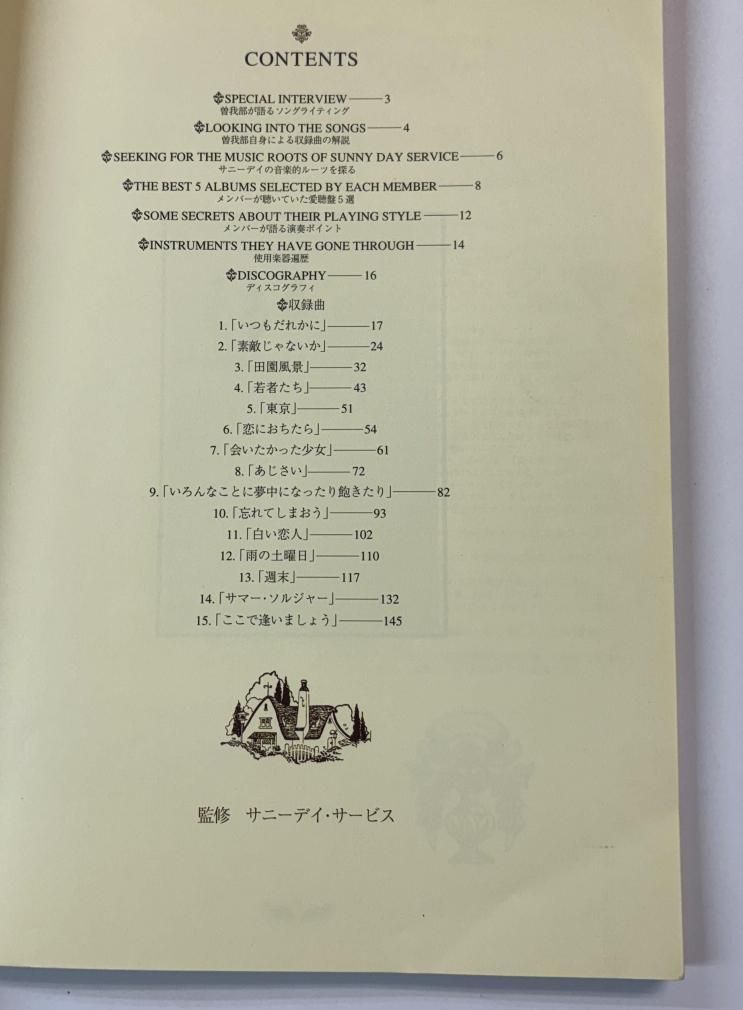 CONTENTS
SPECIAL INTERVIEW———3
曽我部が語るソングライティング
LOOKING INTO THE SONGS———4
曽我部自身による収録曲の解説
SEEKING FOR THE MUSIC ROOTS OF SUNNY DAY SERVICE———6
サニーデイの音楽的ルーツを探る
THE BEST 5 ALBUMS SELECTED BY EACH MEMBER———8
メンバーが聴いていた愛聴盤5選
SOME SECRETS ABOUT THEIR PLAYING STYLE———12
メンバーが語る演奏ポイント
INSTRUMENTS THEY HAVE GONE THROUGH———14
使用楽器遍歴
DISCOGRAPHY———16
ディスコグラフィ
収録曲
1.「いつもだれかに」———17
2.「素敵じゃないか」———24
3.「田園風景」———32
4.「若者たち」———43
5.「東京」———51
6.「恋におちたら」———54
7.「会いたかった少女」———61
8.「あじさい」———72
9.「いろんなことに夢中になったり飽きたり」———82
10.「忘れてしまおう」———93
11.「白い恋人」———102
12.「雨の土曜日」———110
13.「週末」———117
14.「サマー・ソルジャー」———132
15.「ここで逢いましょう」———145
監修 サニーデイ・サービス